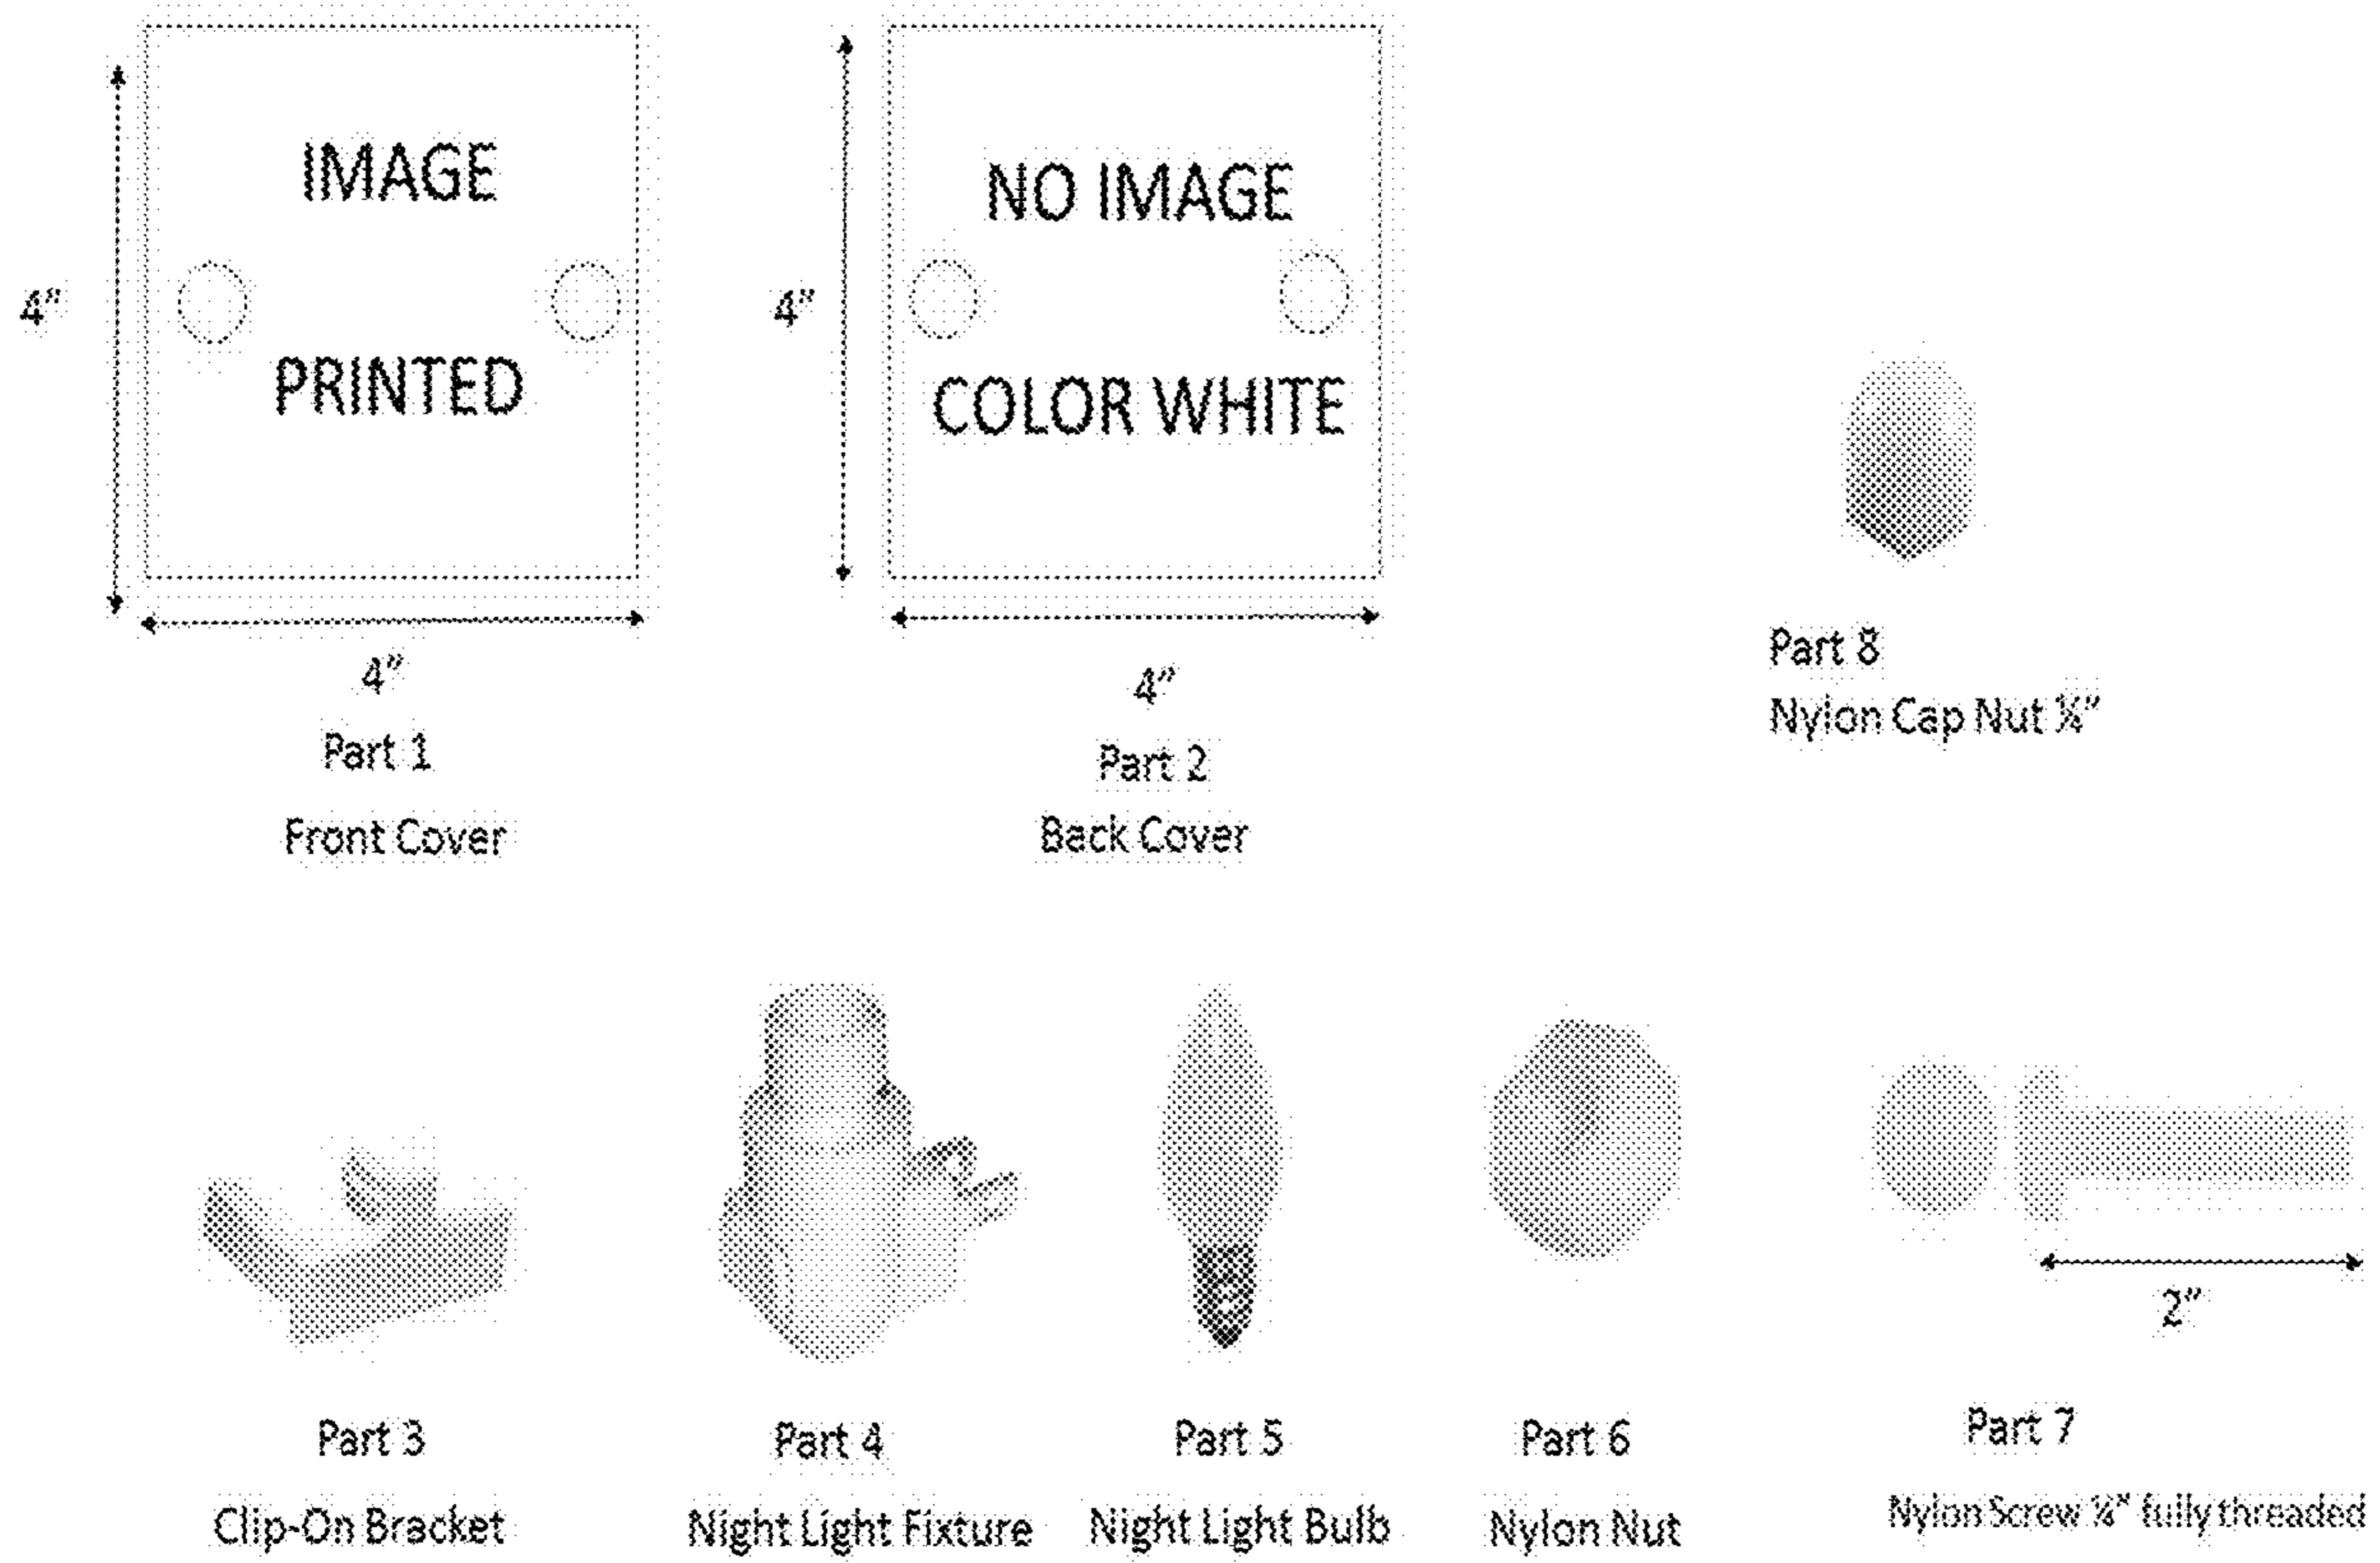 IMAGE
PRINTED
4”
4”
Part 1
Front Cover
NO IMAGE
COLOR WHITE
4”
4”
Part 2
Back Cover
Part 8
Nylon Cap Nut ¼”
Part 3
Clip-On Bracket
Part 4
Night Light Fixture
Part 5
Night Light Bulb
Part 6
Nylon Nut
2”
Part 7
Nylon Screw ¼” fully threaded